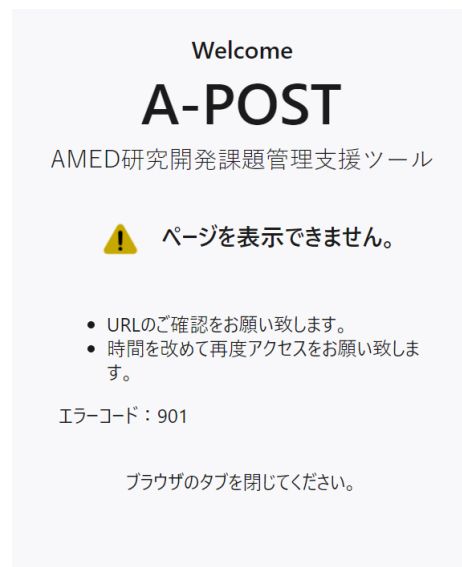 Welcome
A-POST
AMED研究開発課題管理支援ツール
ページを表示できません。
• URLのご確認をお願い致します。
• 時間を改めて再度アクセスをお願い致しま
す。
エラーコード：901
ブラウザのタブを閉じてください。